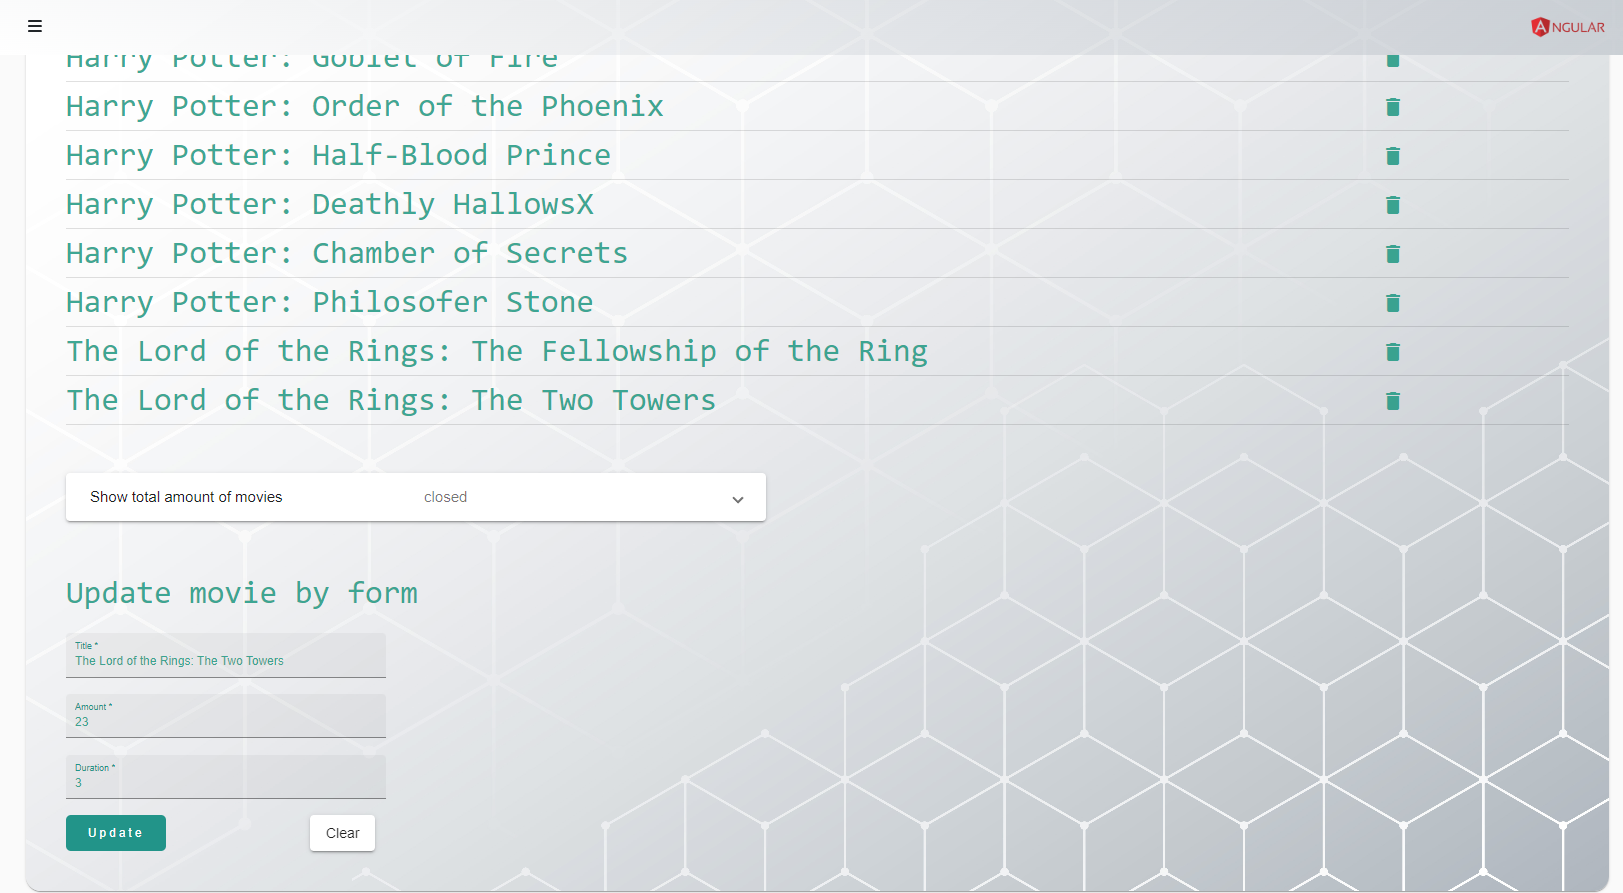 ANGULAR
Harry Potter: Goblet of Fire
Harry Potter: Order of the Phoenix
Harry Potter: Half-Blood Prince
Harry Potter: Deathly HallowsX
Harry Potter: Chamber of Secrets
Harry Potter: Philosofer Stone
The Lord of the Rings: The Fellowship of the Ring
The Lord of the Rings: The Two Towers
Show total amount of movies closed
Update movie by form
Title *
The Lord of the Rings: The Two Towers
Amount *
23
Duration *
3
Update Clear